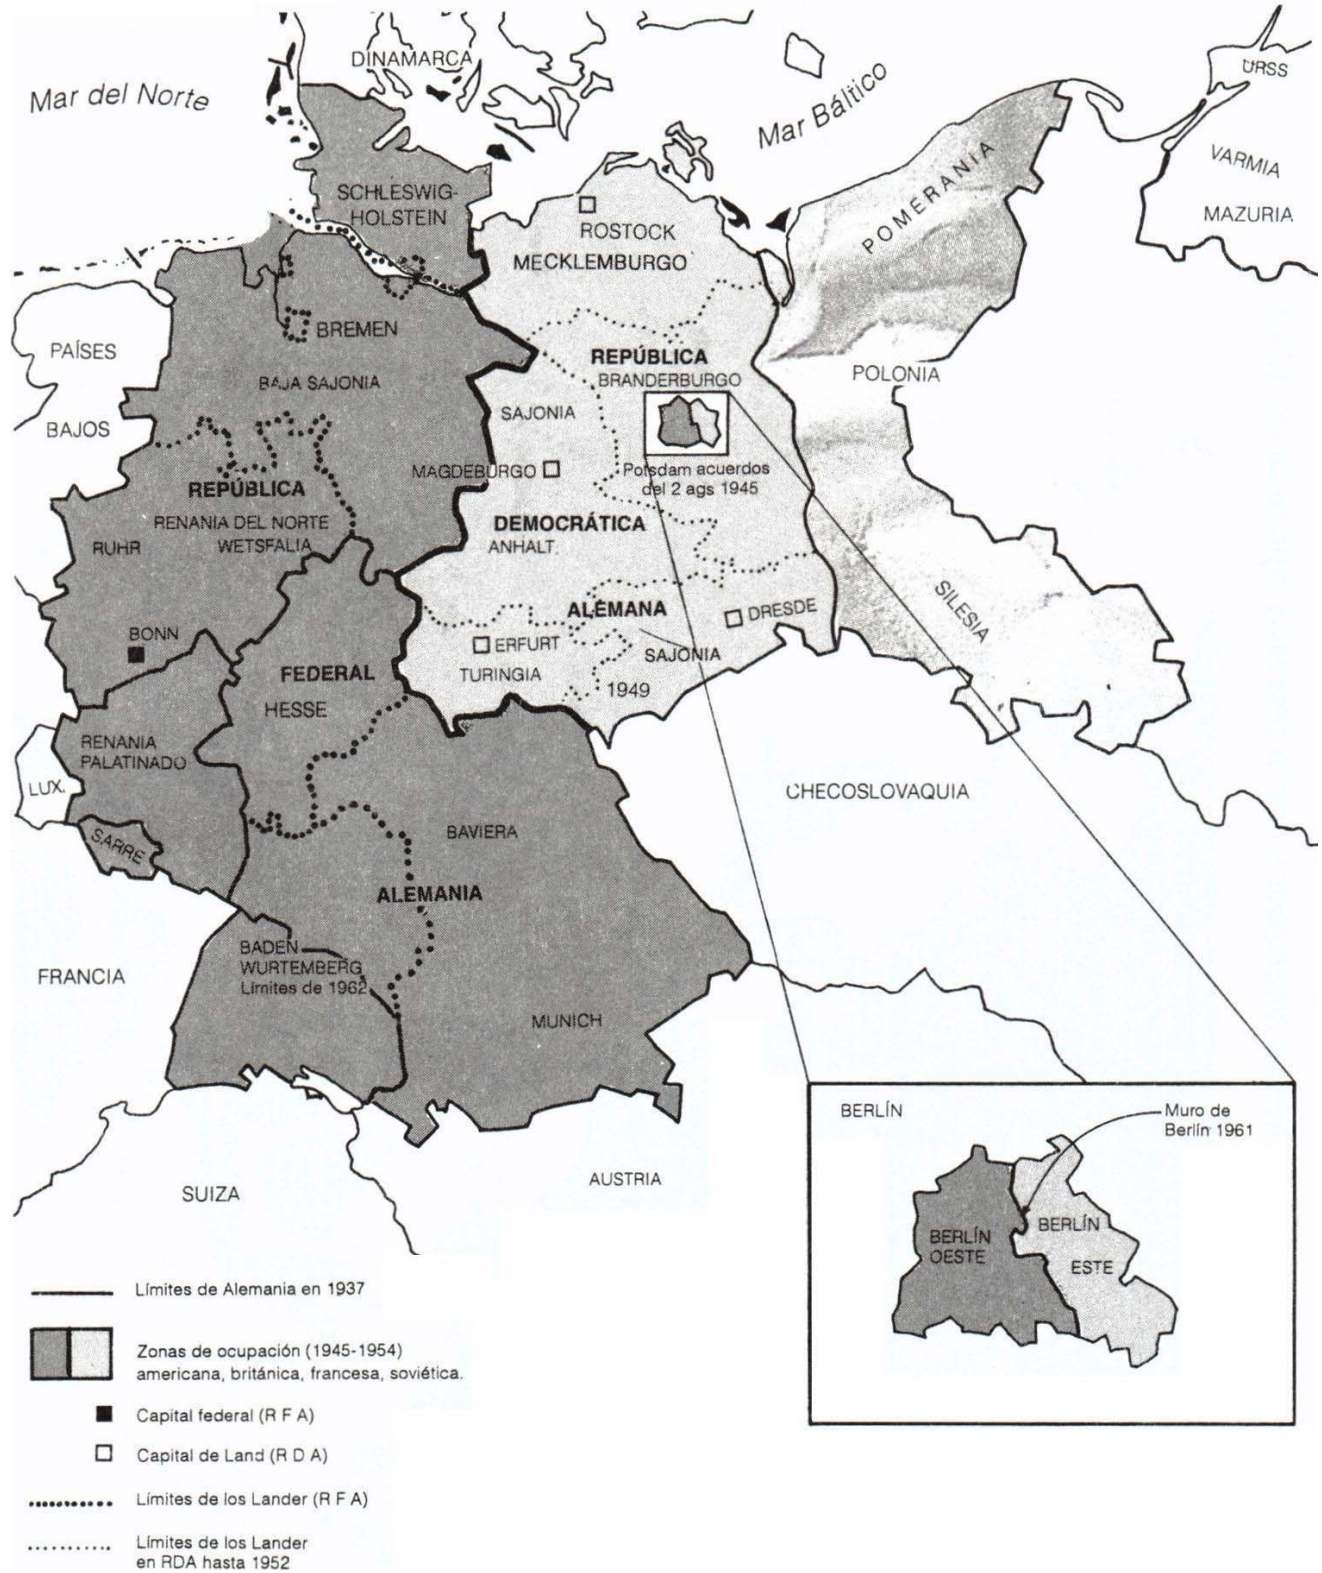 DINAMARCA
URSS
Mar del Norte
Mar Báltico
VARMIA
MAZURIA
POMERANIA
SCHLESWIG-
HOLSTEIN
ROSTOCK
MECKLEMBURGO
BREMEN
PAÍSES
BAJOS
REPÚBLICA
BRANDERBURGO
POLONIA
BAJA SAJONIA
SAJONIA
MAGDEBURGO
Potsdam acuerdos
del 2 ags 1945
REPÚBLICA
RENANIA DEL NORTE
WETSFALIA
RUHR
DEMOCRÁTICA
ANHALT.
SILESIA
ALEMANA
DRESDE
BONN
ERFURT
TURINGIA
SAJONIA
1949
FEDERAL
HESSE
RENANIA
PALATINADO
LUX.
SARRE
CHECOSLOVAQUIA
BAVIERA
ALEMANIA
FRANCIA
BADEN
WURTEMBERG
Límites de 1962
MUNICH
SUIZA
AUSTRIA
BERLÍN
Muro de
Berlín 1961
BERLÍN
OESTE
BERLÍN
ESTE
Límites de Alemania en 1937
Zonas de ocupación (1945-1954)
americana, británica, francesa, soviética.
Capital federal (R F A)
Capital de Land (R D A)
Límites de los Lander (R F A)
Límites de los Lander
en RDA hasta 1952